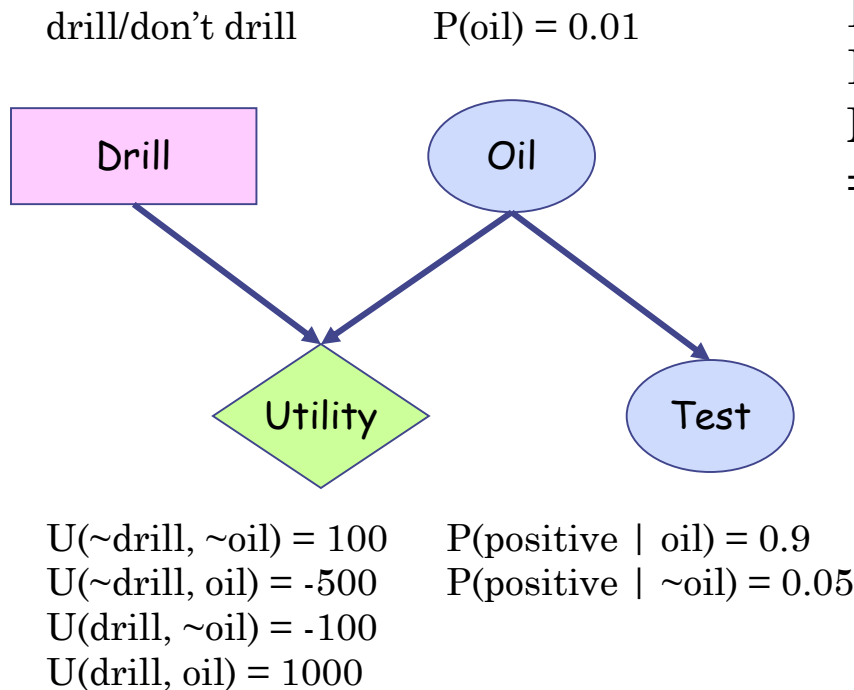 drill/don't drill
P(oil) = 0.01
Drill
Oil
Utility
Test
U(~drill, ~oil) = 100
U(~drill, oil) = -500
U(drill, ~oil) = -100
U(drill, oil) = 1000
P(positive | oil) = 0.9
P(positive | ~oil) = 0.05